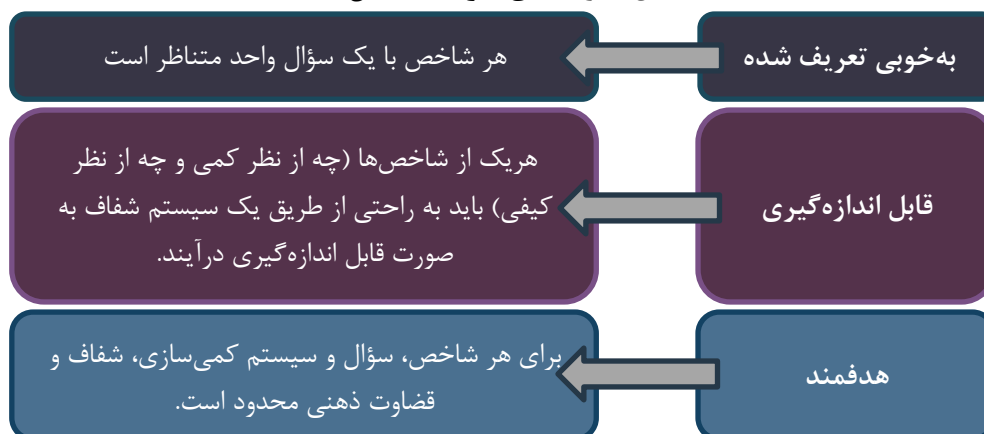 به‌خوبی تعریف شده
هر شاخص با یک سؤال واحد متناظر است
قابل اندازه‌گیری
هریک از شاخص‌ها (چه از نظر کمی و چه از نظر
کیفی) باید به راحتی از طریق یک سیستم شفاف به
صورت قابل اندازه‌گیری درآیند.
هدفمند
برای هر شاخص، سؤال و سیستم کمی‌سازی، شفاف و
قضاوت ذهنی محدود است.